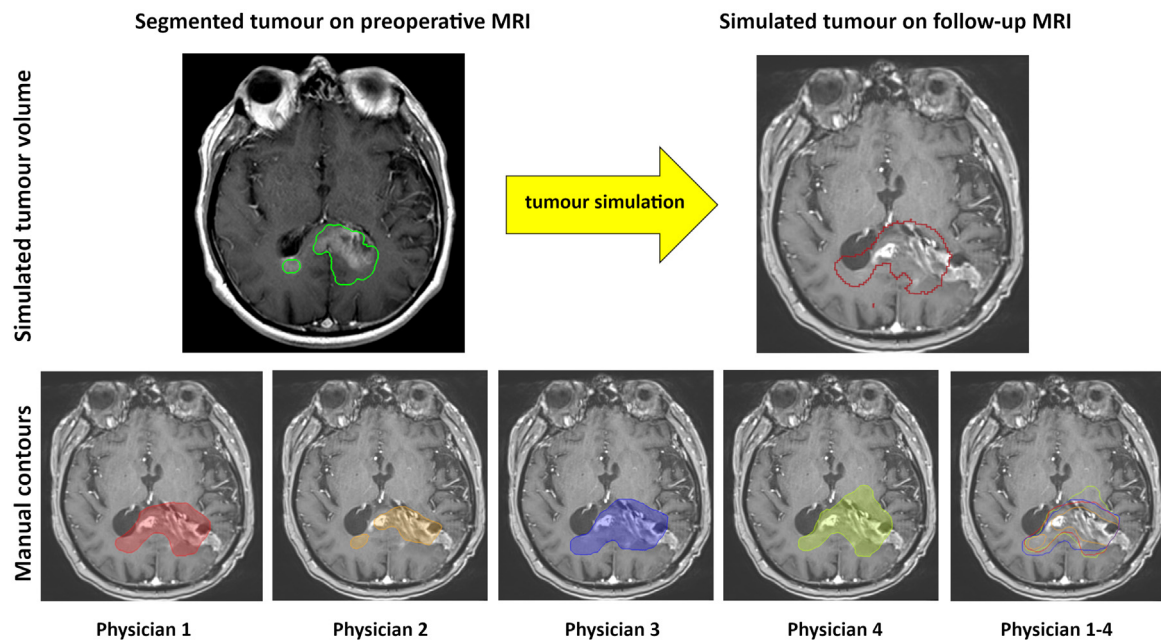 Segmented tumour on preoperative MRI
Simulated tumour on follow-up MRI
Simulated tumour volume
tumour simulation
Manual contours
Physician 1
Physician 2
Physician 3
Physician 4
Physician 1-4